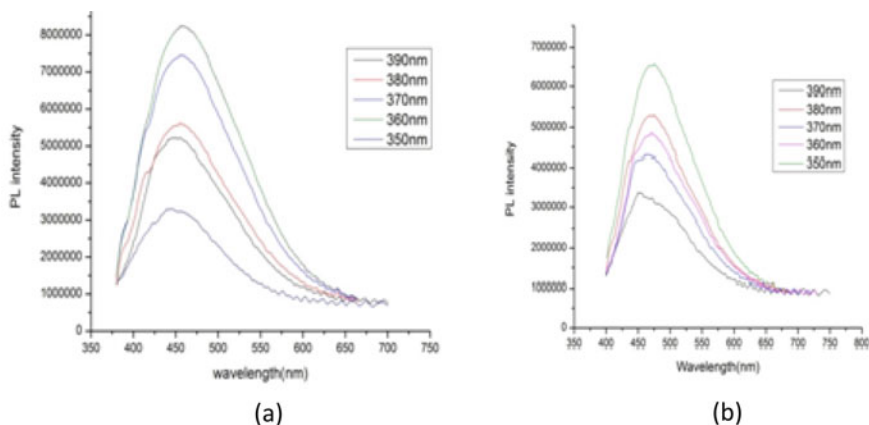 PL intensity
8000000
7000000
6000000
5000000
4000000
3000000
2000000
1000000
0
350 400 450 500 550 600 650 700 750
wavelength(nm)
390nm
380nm
370nm
360nm
350nm
(a)
PL intensity
7000000
6000000
5000000
4000000
3000000
2000000
1000000
0
350 400 450 500 550 600 650 700 750 800
Wavelength(nm)
390nm
380nm
370nm
360nm
350nm
(b)